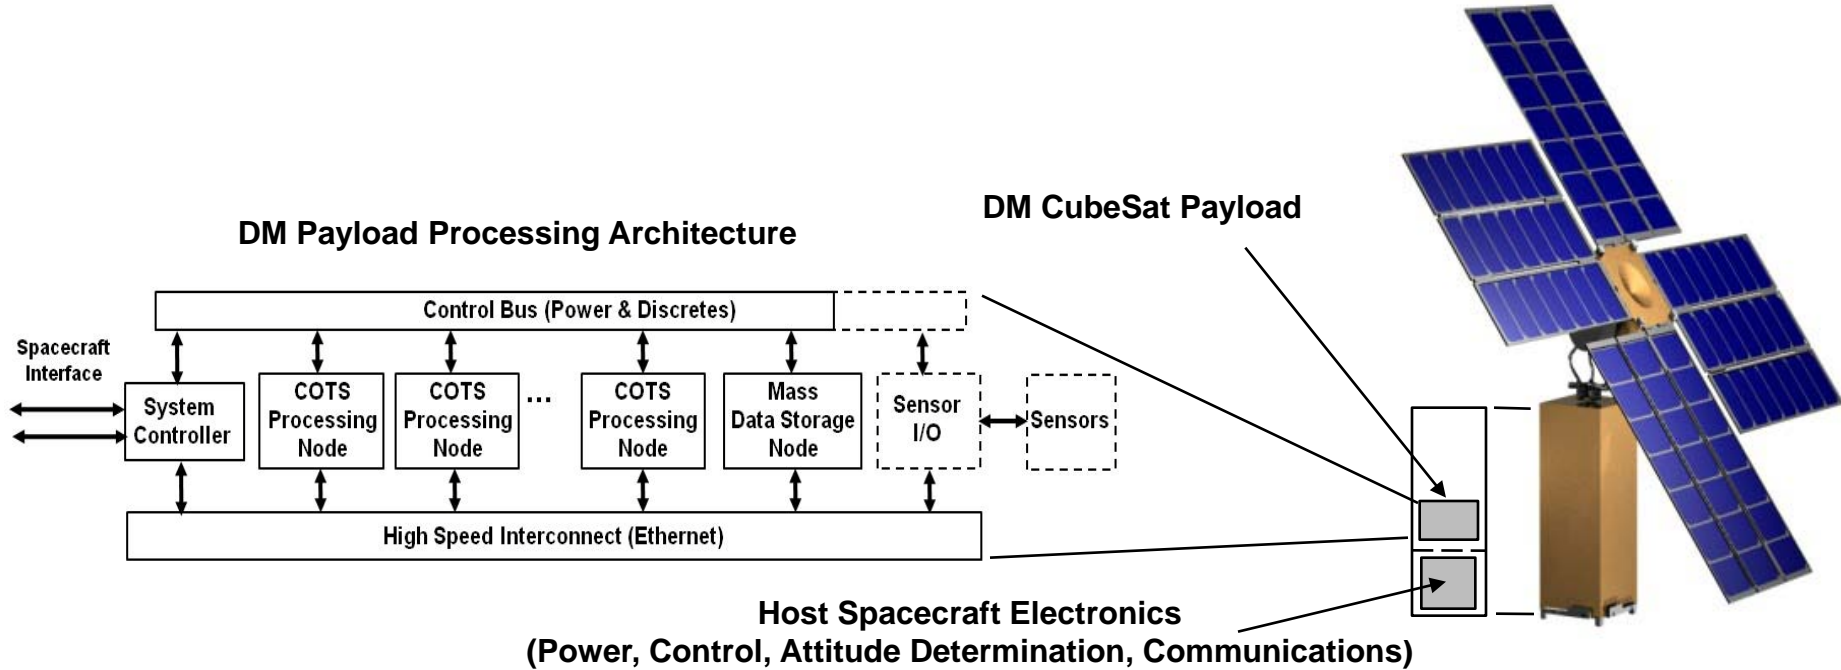 DM CubeSat Payload
DM Payload Processing Architecture
Control Bus (Power & Discretes)
Spacecraft
Interface
System
Controller
COTS
Processing
Node
COTS
Processing
Node
...
COTS
Processing
Node
Mass
Data Storage
Node
Sensor
I/O
Sensors
High Speed Interconnect (Ethernet)
Host Spacecraft Electronics
(Power, Control, Attitude Determination, Communications)